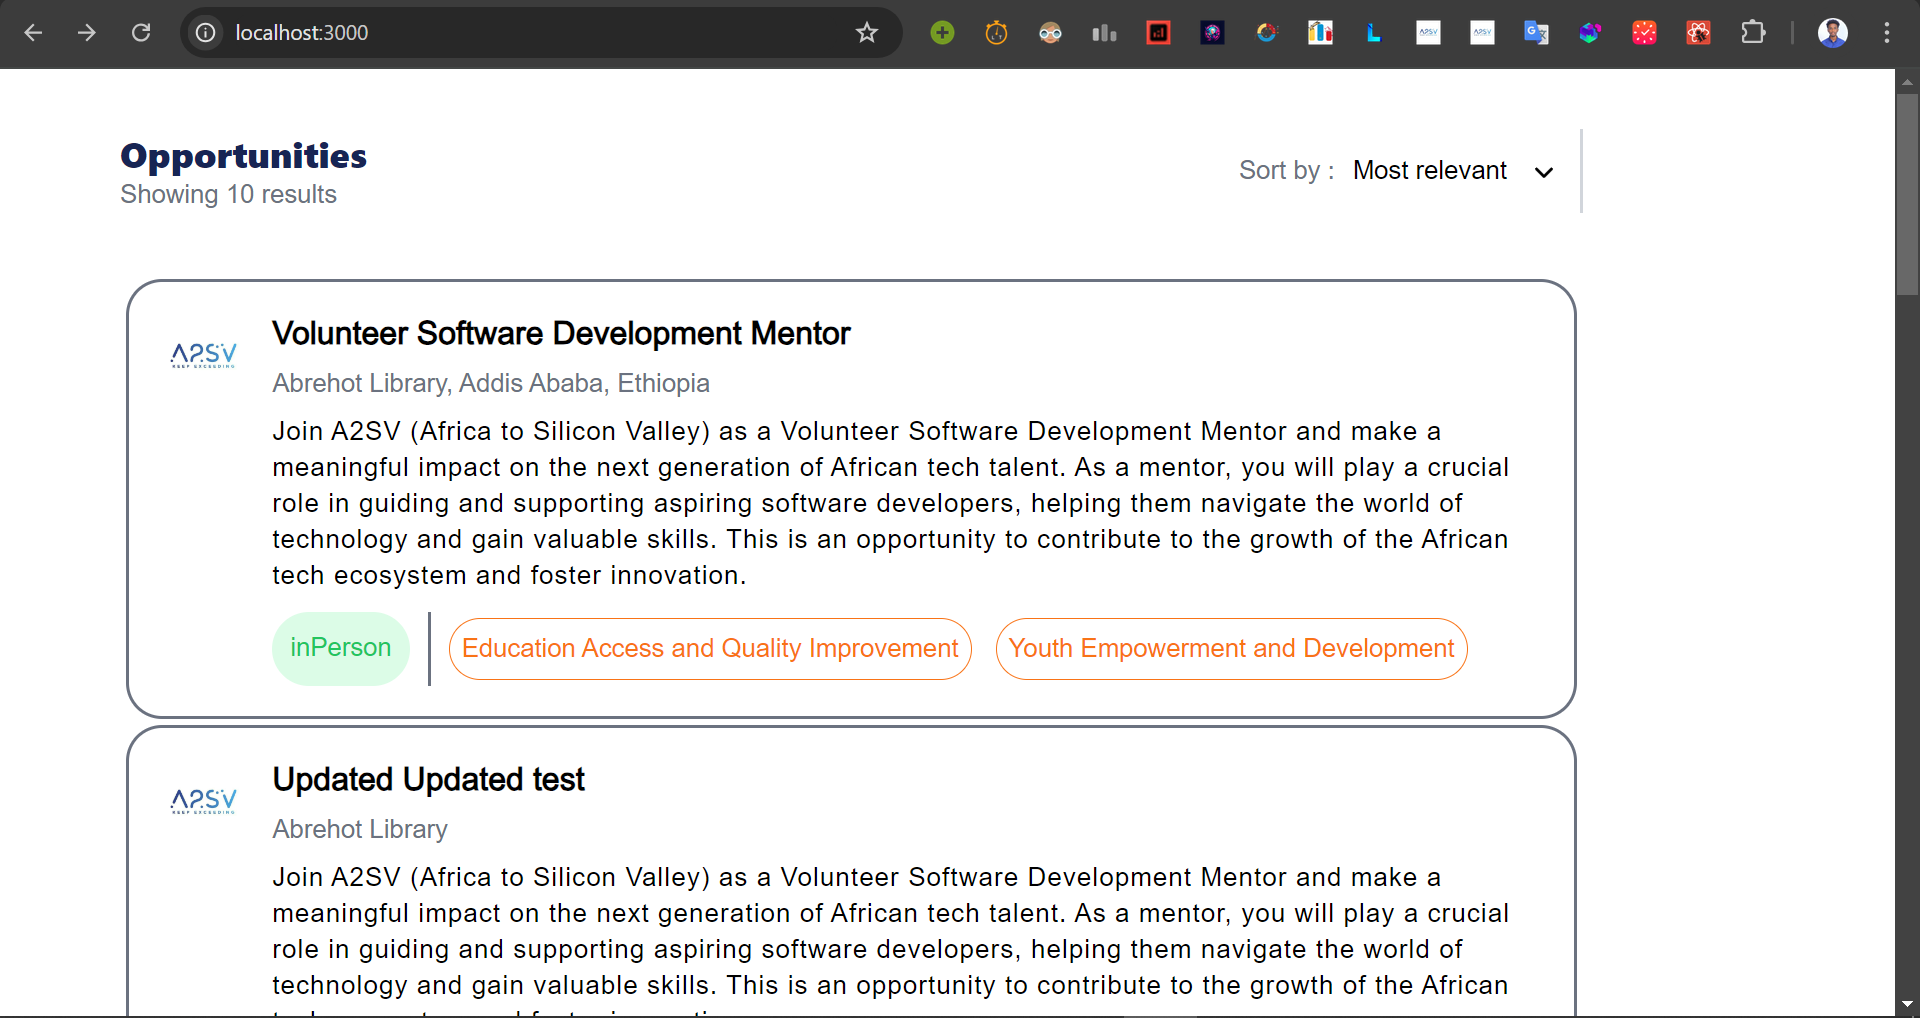 localhost:3000
Opportunities
Showing 10 results
Sort by : Most relevant
A2SV
KEEP EXCEEDING
Volunteer Software Development Mentor
Abrehot Library, Addis Ababa, Ethiopia
Join A2SV (Africa to Silicon Valley) as a Volunteer Software Development Mentor and make a
meaningful impact on the next generation of African tech talent. As a mentor, you will play a crucial
role in guiding and supporting aspiring software developers, helping them navigate the world of
technology and gain valuable skills. This is an opportunity to contribute to the growth of the African
tech ecosystem and foster innovation.
inPerson
Education Access and Quality Improvement
Youth Empowerment and Development
A2SV
KEEP EXCEEDING
Updated Updated test
Abrehot Library
Join A2SV (Africa to Silicon Valley) as a Volunteer Software Development Mentor and make a
meaningful impact on the next generation of African tech talent. As a mentor, you will play a crucial
role in guiding and supporting aspiring software developers, helping them navigate the world of
technology and gain valuable skills. This is an opportunity to contribute to the growth of the African